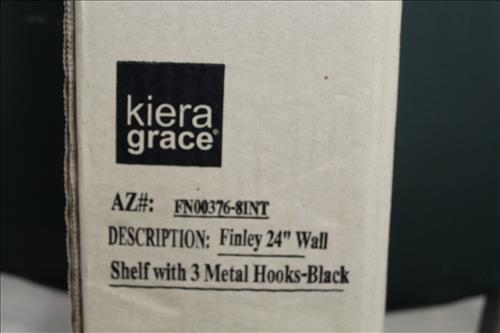 kiera
grace®
AZ#: FN00376-8INT
DESCRIPTION: Finley 24" Wall
Shelf with 3 Metal Hooks-Black